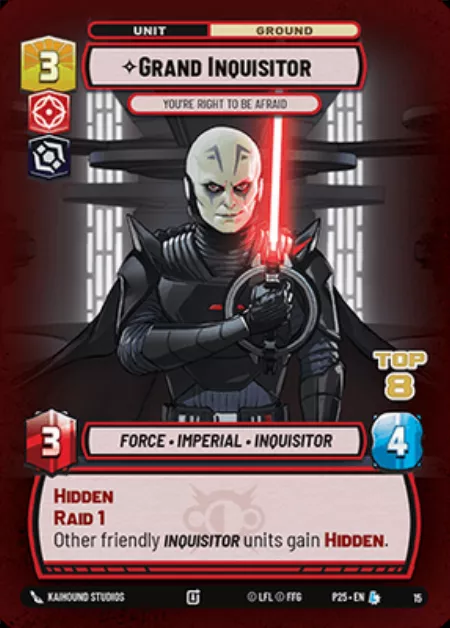 UNIT
GROUND
3
GRAND INQUISITOR
YOU'RE RIGHT TO BE AFRAID
TOP
8
3
FORCE • IMPERIAL • INQUISITOR
4
HIDDEN
RAID 1
Other friendly INQUISITOR units gain HIDDEN.
KAIHOUND STUDIOS
© LFL © FFG
P25 • EN
15